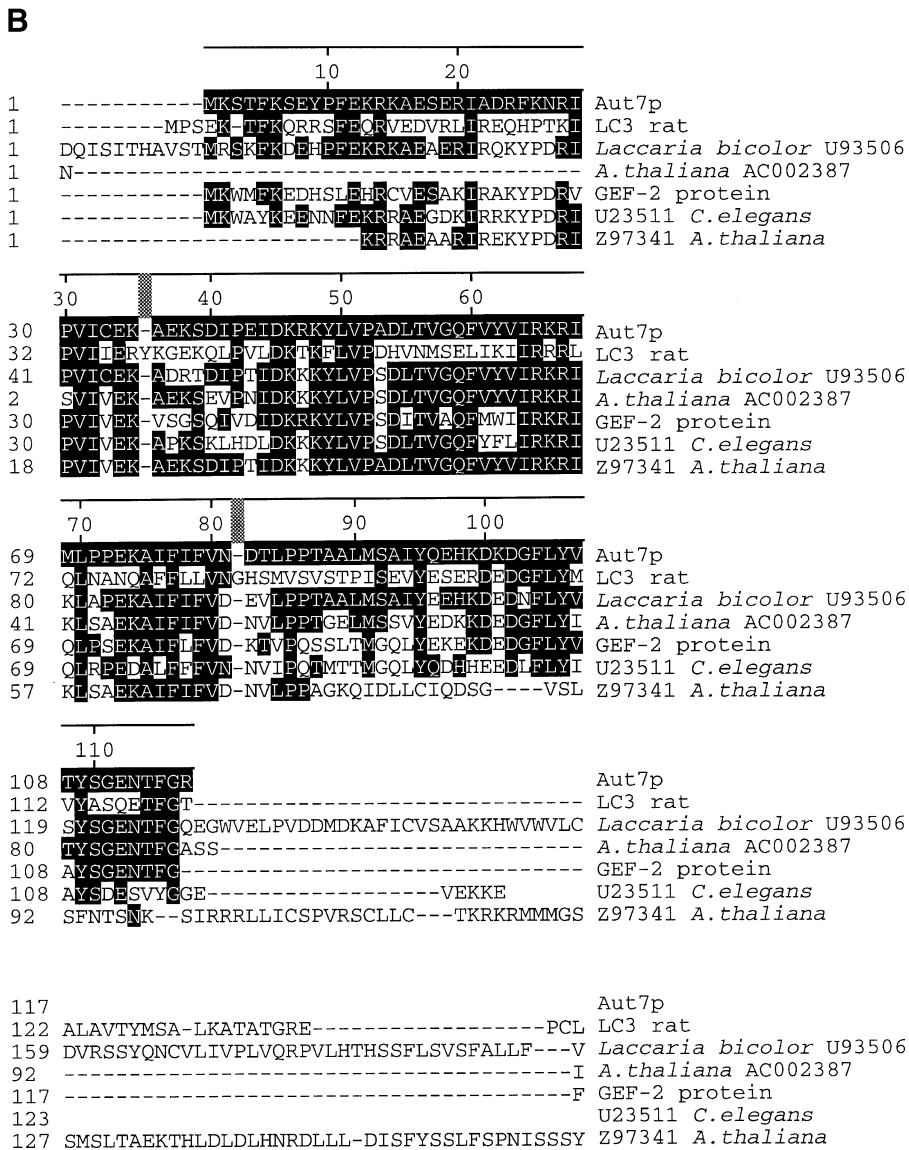 B
10 20
1 -----------MKSTFKSEYPFEKRKAESERIADRFKNRI Aut7p
1 --------MPSEK-TFKQRRSFEQRVEDVRLIREQHPTKI LC3 rat
1 DQISITHAVSTMRSKFKDEHPFEKRKAEAERIRQKYPDRI Laccaria bicolor U93506
1 N--------------------------------------- A.thaliana AC002387
1 -----------MKWMFKEDHSLEHRCVESAKIRAKYPDRV GEF-2 protein
1 -----------MKWAYKEENNFEKRRAEGDKIRRKYPDRI U23511 C.elegans
1 -----------------------KRRAEAARIREKYPDRI Z97341 A.thaliana
30 40 50 60
30 PVICEK-AEKSDIPEIDKRKYLVPADLTVGQFVYVIRKRI Aut7p
32 PVIIERYKGEKQLPVLDKTKFLVPDHVNMSELIKIIRRRL LC3 rat
41 PVICEK-ADRTDIPTIDKKKYLVPSDLTVGQFVYVIRKRI Laccaria bicolor U93506
2 SVIVEK-AEKSEVPNIDKKKYLVPSDLTVGQFVYVIRKRI A.thaliana AC002387
30 PVIVEK-VSGSQIVDIDKRKYLVPSDITVAQFMWIIRKRI GEF-2 protein
30 PVIVEK-APKSKLHDLDKKKYLVPSDLTVGQFYFLIRKRI U23511 C.elegans
18 PVIVEK-AEKSDIPTIDKKKYLVPSDLTVGQFVYVIRKRI Z97341 A.thaliana
70 80 90 100
69 MLPPEKAIFIFVN-DTLPPTAALMSAIYQEHKDKDGFLYV Aut7p
72 QLNANQAFFLLVNGHSMVSVSTPISEVYESERDEDGFLYM LC3 rat
80 KLAPEKAIFIFVD-EVLPPTAALMSAIYEEHKDEDNFLYV Laccaria bicolor U93506
41 KLSAEKAIFIFVD-NVLPPTGELMSSVYEDKKDEDGFLYI A.thaliana AC002387
69 QLPSEKAIFLFVD-KTVPQSSLTMGQLYEKEKDEDGFLYV GEF-2 protein
69 QLRPEDALFFFVN-NVIPQTMTTMGQLYQDHHEEDLFLYI U23511 C.elegans
57 KLSAEKAIFIFVD-NVLPPAGKQIDLLCIQDSG----VSL Z97341 A.thaliana
110
108 TYSGENTFGR Aut7p
112 VYASQETFGT------------------------------ LC3 rat
119 SYSGENTFGQEGWVELPVDDMDKAFICVSAAKKHWVWVLC Laccaria bicolor U93506
80 TYSGENTFGASS---------------------------- A.thaliana AC002387
108 AYSGENTFG------------------------------- GEF-2 protein
108 AYSDESVYGGE------------------VEKKE U23511 C.elegans
92 SFNTSNK--SIRRRLLICSPVRSCLLC---TKRKRMMMGS Z97341 A.thaliana
117 Aut7p
122 ALAVTYMSA-LKATATGRE------------------PCL LC3 rat
159 DVRSSYQNCVLIVPLVQRPVLHTHSSFLSVSFALLF---V Laccaria bicolor U93506
92 ---------------------------------------I A.thaliana AC002387
117 ---------------------------------------F GEF-2 protein
123 U23511 C.elegans
127 SMSLTAEKTHLDLDLHNRDLLL-DISFYSSLFSPNISSSY Z97341 A.thaliana